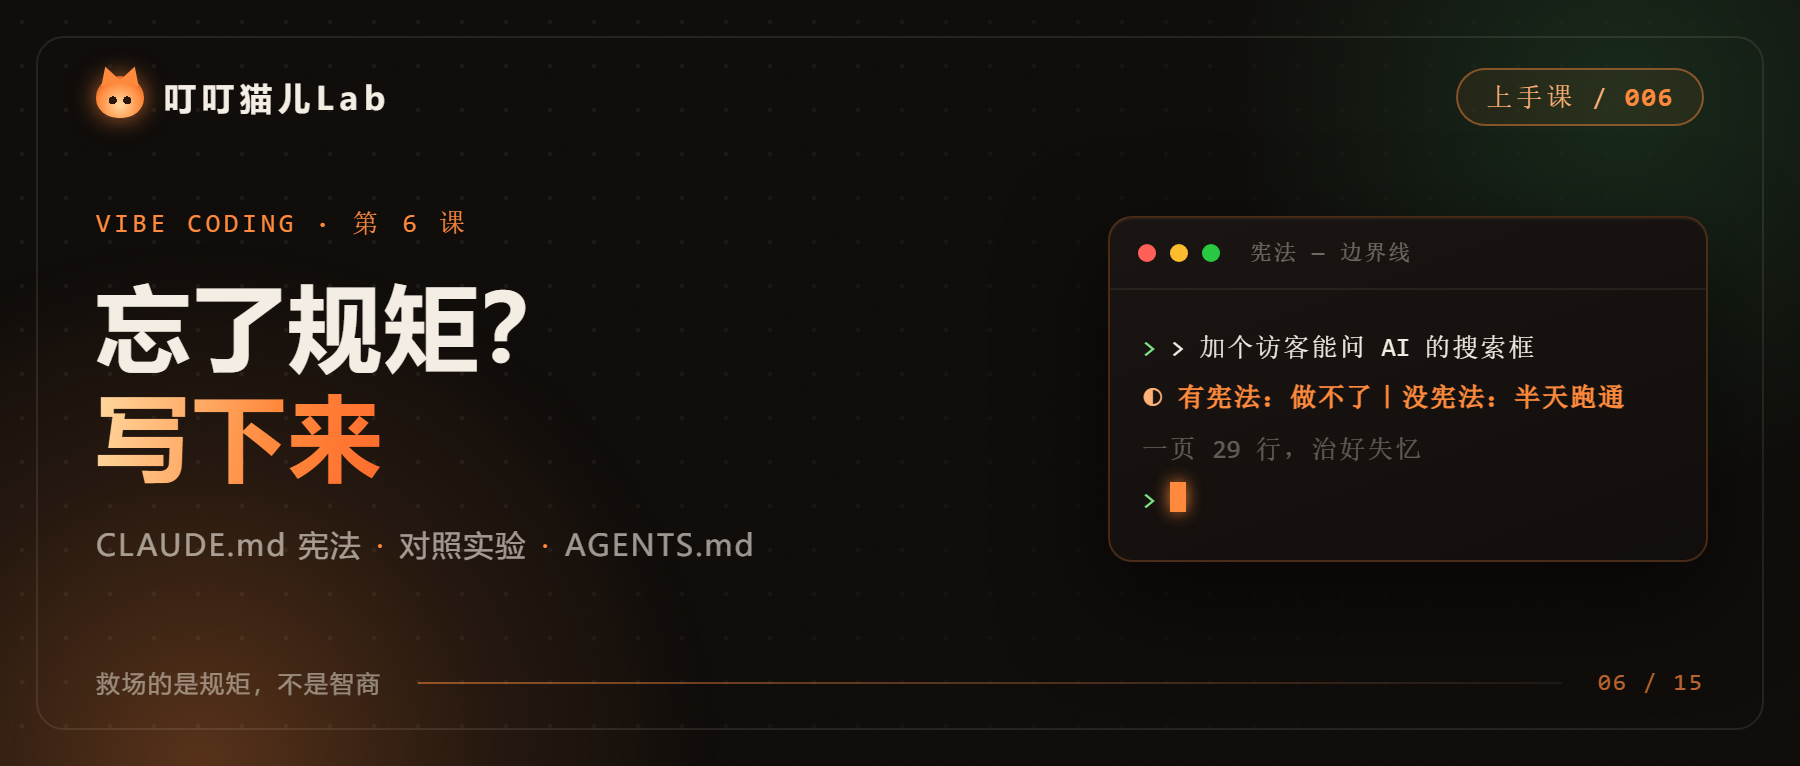 叮叮猫儿Lab
上手课 / 006
VIBE CODING · 第 6 课
忘了规矩？
写下来
CLAUDE.md 宪法 · 对照实验 · AGENTS.md
宪法 — 边界线
> > 加个访客能问 AI 的搜索框
◐ 有宪法：做不了｜没宪法：半天跑通
一页 29 行，治好失忆
>
救场的是规矩，不是智商
06 / 15